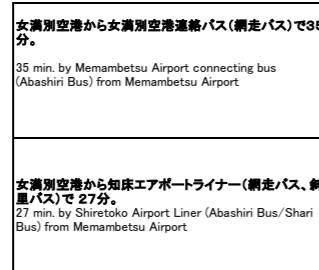 女満別空港から女満別空港連絡バス(網走バス)で35
分。
35 min. by Memambetsu Airport connecting bus
(Abashiri Bus) from Memambetsu Airport
女満別空港から知床エアポートライナー(網走バス、斜
里バス)で 27分。
27 min. by Shiretoko Airport Liner (Abashiri Bus/Shari
Bus) from Memambetsu Airport